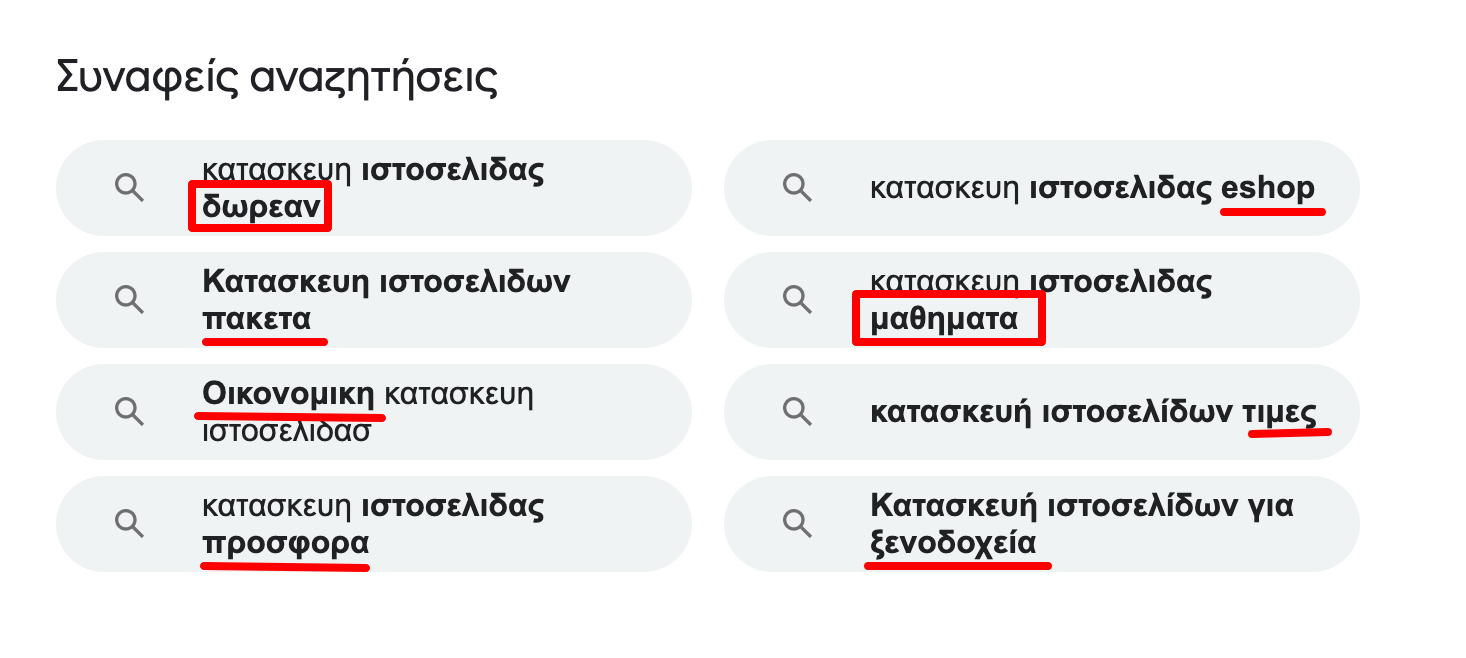 Συναφείς αναζητήσεις
κατασκευη ιστοσελιδας
δωρεαν
κατασκευη ιστοσελιδας eshop
Κατασκευη ιστοσελιδων
πακετα
κατασκευη ιστοσελιδας
μαθηματα
Οικονομικη κατασκευη
ιστοσελιδασ
κατασκευή ιστοσελίδων τιμες
κατασκευη ιστοσελιδας
προσφορα
Κατασκευή ιστοσελίδων για
ξενοδοχεία